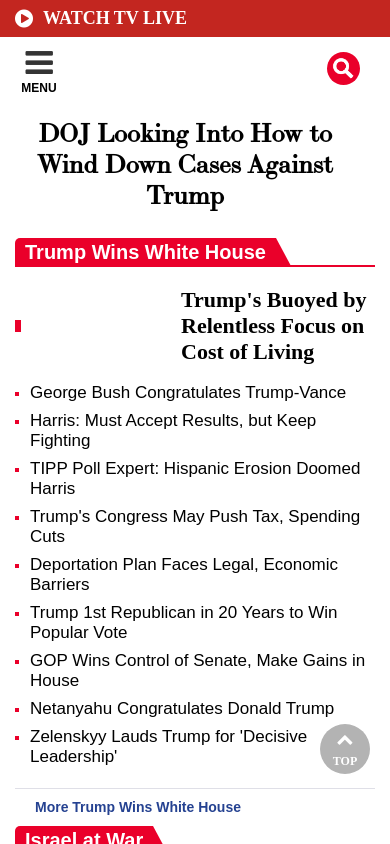 WATCH TV LIVE
MENU
DOJ Looking Into How to
Wind Down Cases Against
Trump
Trump Wins White House
Trump's Buoyed by
Relentless Focus on
Cost of Living
George Bush Congratulates Trump-Vance
Harris: Must Accept Results, but Keep
Fighting
TIPP Poll Expert: Hispanic Erosion Doomed
Harris
Trump's Congress May Push Tax, Spending
Cuts
Deportation Plan Faces Legal, Economic
Barriers
Trump 1st Republican in 20 Years to Win
Popular Vote
GOP Wins Control of Senate, Make Gains in
House
Netanyahu Congratulates Donald Trump
Zelenskyy Lauds Trump for 'Decisive
Leadership'
TOP
More Trump Wins White House
Israel at War